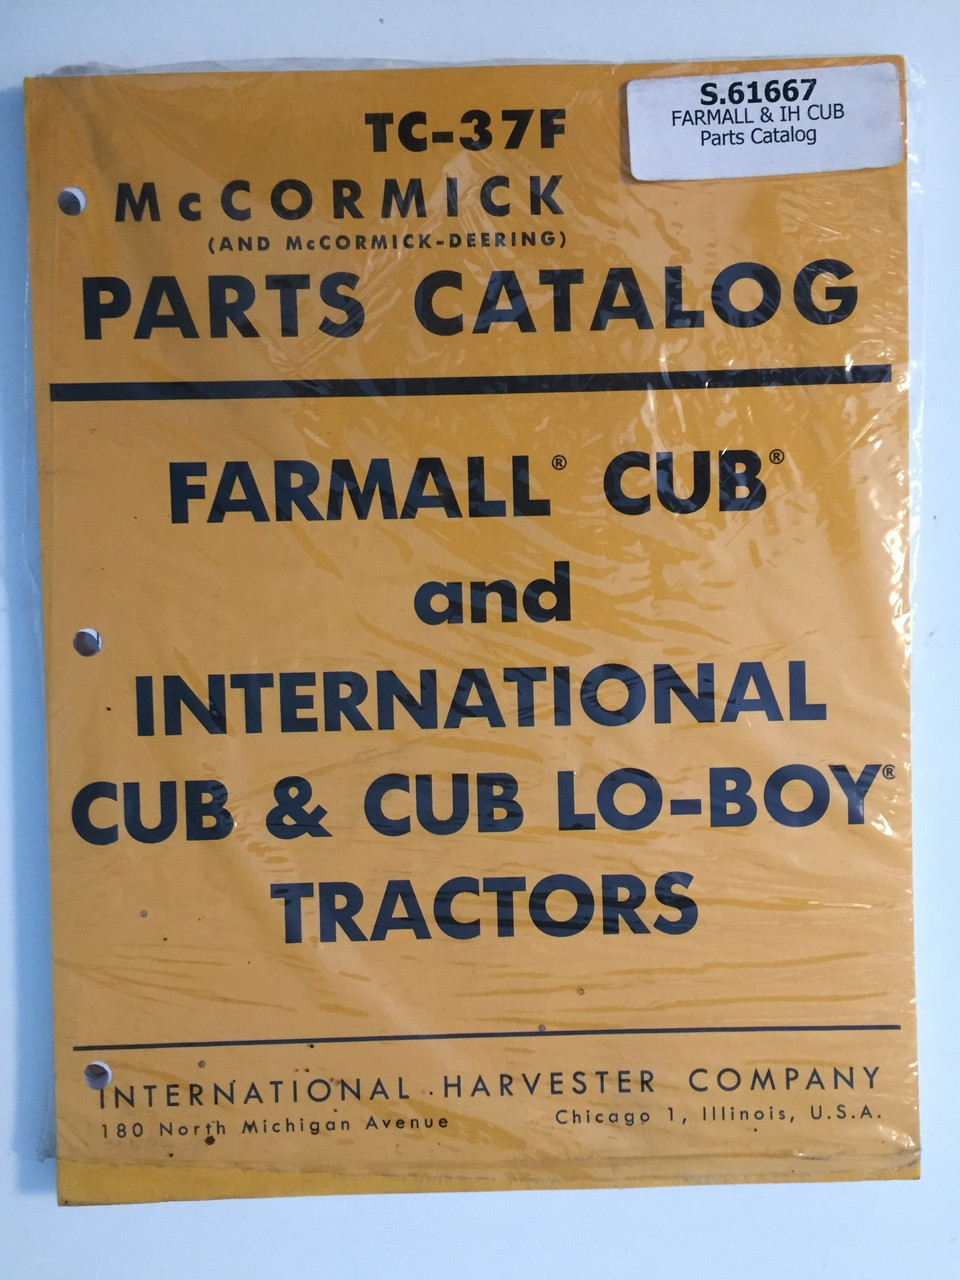 S.61667
FARMALL & IH CUB
Parts Catalog
TC-37F
McCORMICK
(AND McCORMICK-DEERING)
PARTS CATALOG
FARMALL® CUB®
and
INTERNATIONAL
CUB & CUB LO-BOY®
TRACTORS
INTERNATIONAL HARVESTER COMPANY
180 North Michigan Avenue Chicago 1, Illinois, U.S.A.